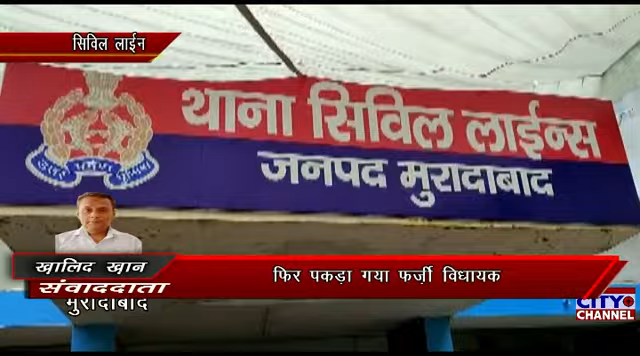 सिविल लाईन
थाना सिविल लाईन्स
जनपद मुरादाबाद
ख़ालिद ख़ान
संवाददाता
मुरादाबाद
फिर पकड़ा गया फर्ज़ी विधायक
CITY
CHANNEL